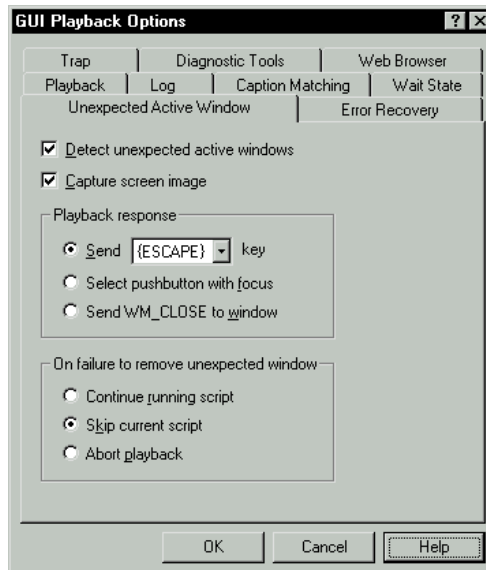 GUI Playback Options
Trap Diagnostic Tools Web Browser
Playback Log Caption Matching Wait State
Unexpected Active Window Error Recovery
Detect unexpected active windows
Capture screen image
Playback response
Send {ESCAPE} key
Select pushbutton with focus
Send WM_CLOSE to window
On failure to remove unexpected window
Continue running script
Skip current script
Abort playback
OK Cancel Help